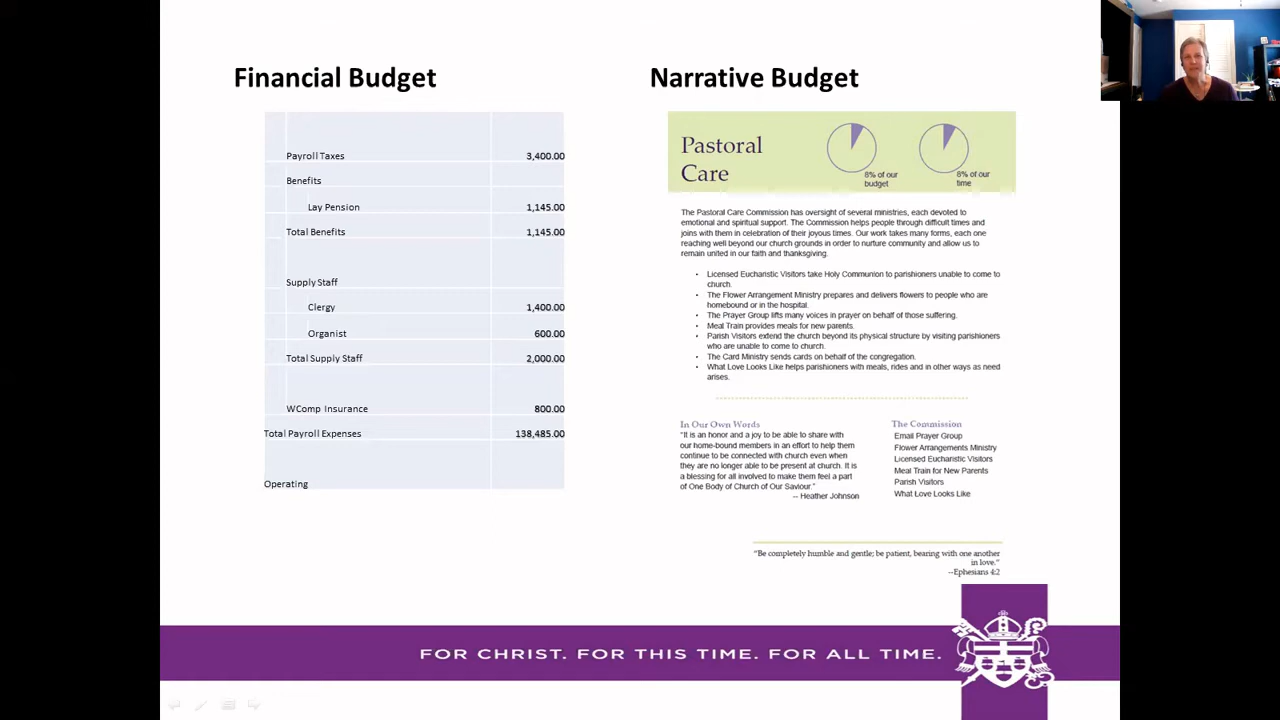 Financial Budget
Payroll Taxes 3,400.00
Benefits
Lay Pension 1,145.00
Total Benefits 1,145.00
Supply Staff
Clergy 1,400.00
Organist 600.00
Total Supply Staff 2,000.00
WComp Insurance 800.00
Total Payroll Expenses 138,485.00
Operating
Narrative Budget
Pastoral
Care
8% of our
budget
8% of our
time
The Pastoral Care Commission has oversight of several ministries, each devoted to
emotional and spiritual support. The Commission helps people through difficult times and
joins with them in celebration of their joyous times. Our work takes many forms, each one
reaching well beyond our church grounds in order to nurture community and allow us to
remain united in our faith and thanksgiving.
• Licensed Eucharistic Visitors take Holy Communion to parishioners unable to come to
church.
• The Flower Arrangement Ministry prepares and delivers flowers to people who are
homebound or in the hospital.
• The Prayer Group lifts many voices in prayer on behalf of those suffering.
• Meal Train provides meals for new parents.
• Parish Visitors extend the church beyond its physical structure by visiting parishioners
who are unable to come to church.
• The Card Ministry sends cards on behalf of the congregation.
• What Love Looks Like helps parishioners with meals, rides and in other ways as need
arises.
In Our Own Words
"It is an honor and a joy to be able to share with
our home-bound members in an effort to help them
continue to be connected with church even when
they are no longer able to be present at church. It is
a blessing for all involved to make them feel a part
of One Body of Church of Our Saviour."
-- Heather Johnson
The Commission
Email Prayer Group
Flower Arrangements Ministry
Licensed Eucharistic Visitors
Meal Train for New Parents
Parish Visitors
What Love Looks Like
"Be completely humble and gentle; be patient, bearing with one another
in love."
--Ephesians 4:2
FOR CHRIST. FOR THIS TIME. FOR ALL TIME.